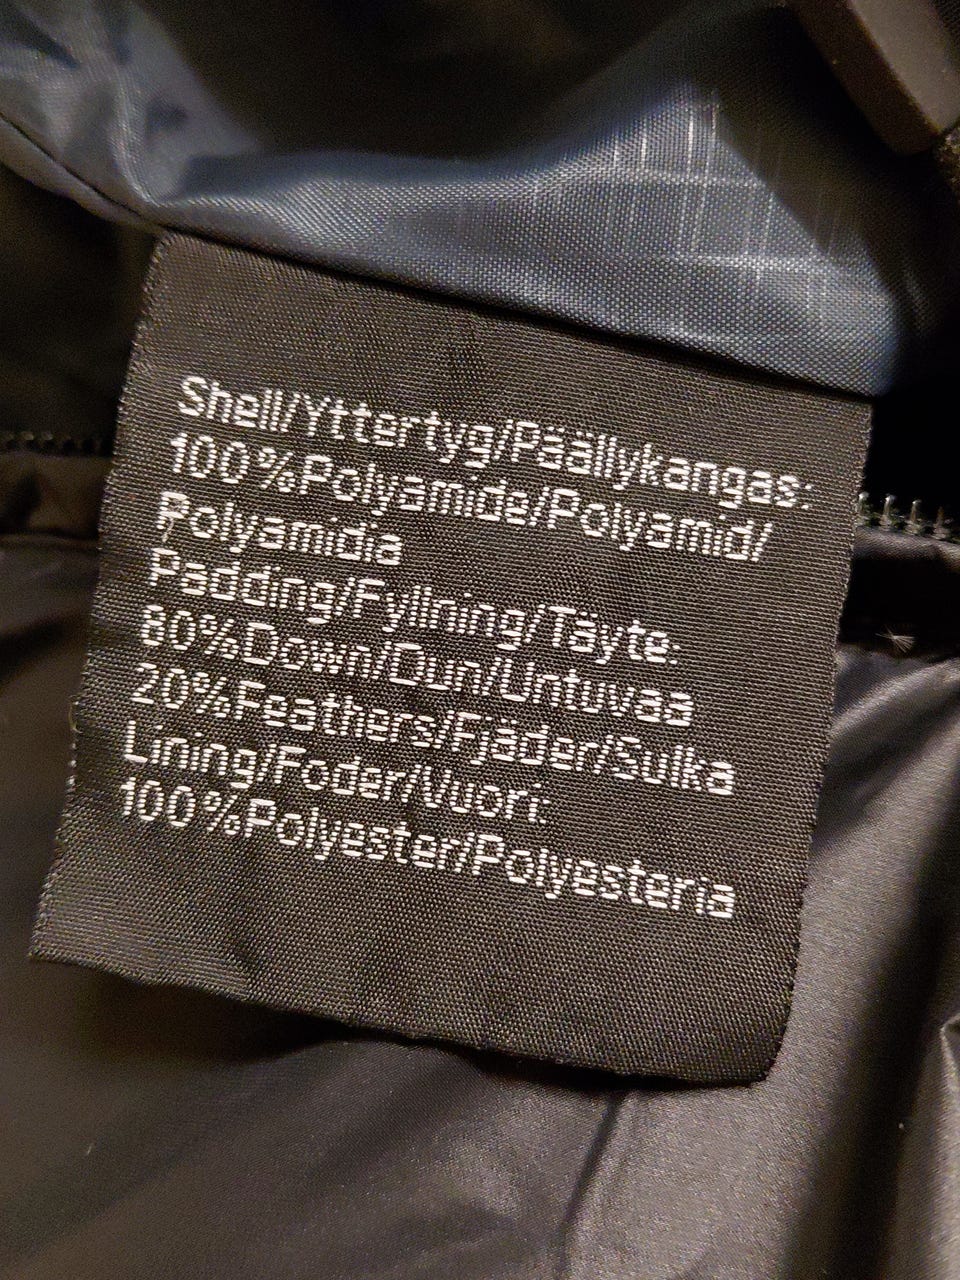 Shell/Yttertyg/Päällykangas:
100%Polyamide/Polyamid/
Polyamidia
Padding/Fyllning/Täyte:
80%Down/Dun/Untuvaa
20%Feathers/Fjäder/Sulka
Lining/Foder/Vuori:
100%Polyester/Polyesteria